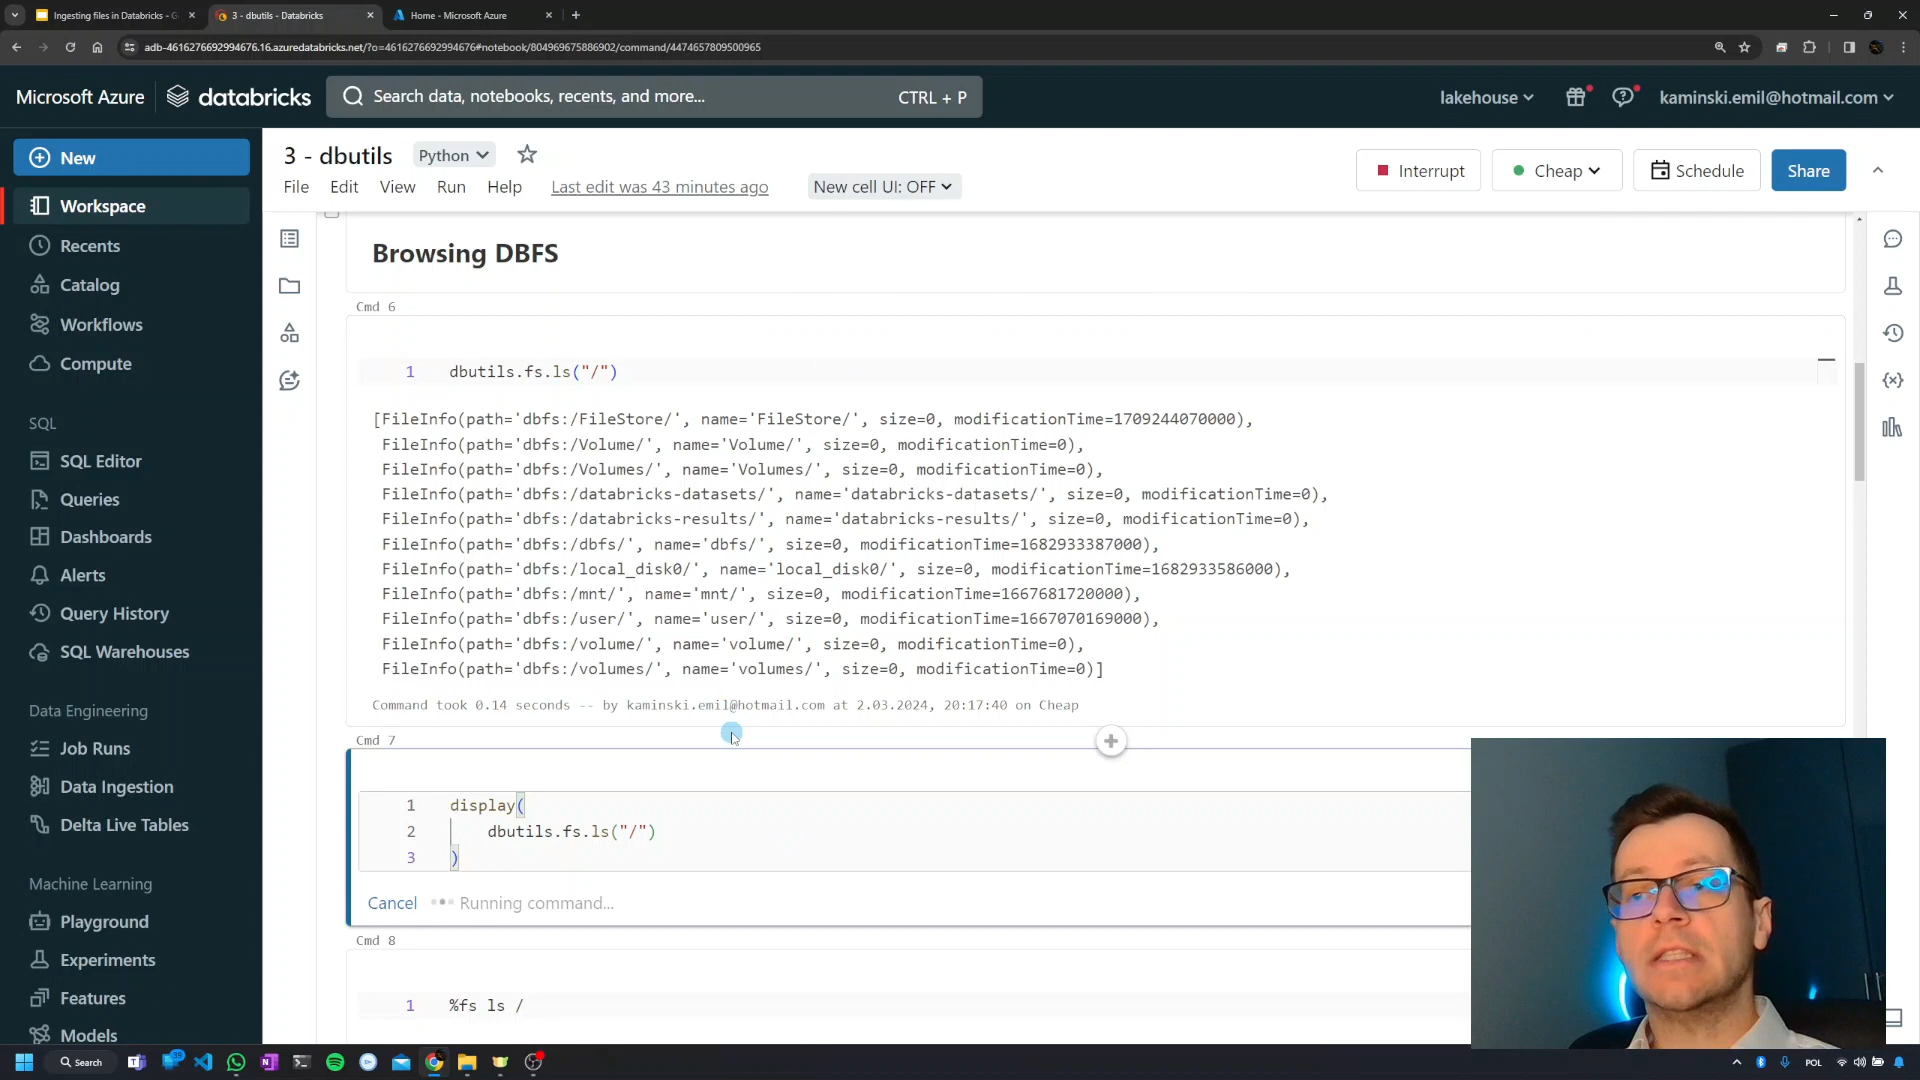 Ingesting files in Databricks - G
3 - dbutils - Databricks
Home - Microsoft Azure
adb-4616276692994676.16.azuredatabricks.net/?o=4616276692994676#notebook/804969675886902/command/4474657809500965
Microsoft Azure databricks
Search data, notebooks, recents, and more... CTRL + P
lakehouse
kaminski.emil@hotmail.com
New
Workspace
Recents
Catalog
Workflows
Compute
SQL
SQL Editor
Queries
Dashboards
Alerts
Query History
SQL Warehouses
Data Engineering
Job Runs
Data Ingestion
Delta Live Tables
Machine Learning
Playground
Experiments
Features
Models
3 - dbutils Python
File Edit View Run Help Last edit was 43 minutes ago New cell UI: OFF
Interrupt Cheap Schedule Share
Browsing DBFS
Cmd 6
1 dbutils.fs.ls("/")
[FileInfo(path='dbfs:/FileStore/', name='FileStore/', size=0, modificationTime=1709244070000),
FileInfo(path='dbfs:/Volume/', name='Volume/', size=0, modificationTime=0),
FileInfo(path='dbfs:/Volumes/', name='Volumes/', size=0, modificationTime=0),
FileInfo(path='dbfs:/databricks-datasets/', name='databricks-datasets/', size=0, modificationTime=0),
FileInfo(path='dbfs:/databricks-results/', name='databricks-results/', size=0, modificationTime=0),
FileInfo(path='dbfs:/dbfs/', name='dbfs/', size=0, modificationTime=1682933387000),
FileInfo(path='dbfs:/local_disk0/', name='local_disk0/', size=0, modificationTime=1682933586000),
FileInfo(path='dbfs:/mnt/', name='mnt/', size=0, modificationTime=1667681720000),
FileInfo(path='dbfs:/user/', name='user/', size=0, modificationTime=1667070169000),
FileInfo(path='dbfs:/volume/', name='volume/', size=0, modificationTime=0),
FileInfo(path='dbfs:/volumes/', name='volumes/', size=0, modificationTime=0)]
Command took 0.14 seconds -- by kaminski.emil@hotmail.com at 2.03.2024, 20:17:40 on Cheap
Cmd 7
1 display(
2 dbutils.fs.ls("/")
3 )
Cancel Running command...
Cmd 8
1 %fs ls /
Search
POL